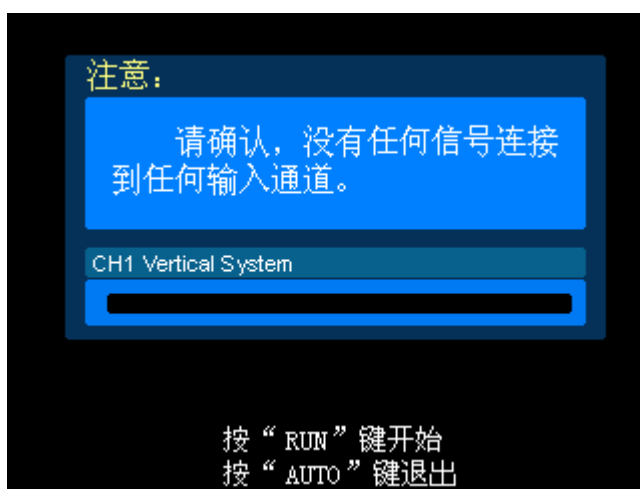 注意：
请确认，没有任何信号连接
到任何输入通道。
CH1 Vertical System
按“RUN”键开始
按“AUTO”键退出